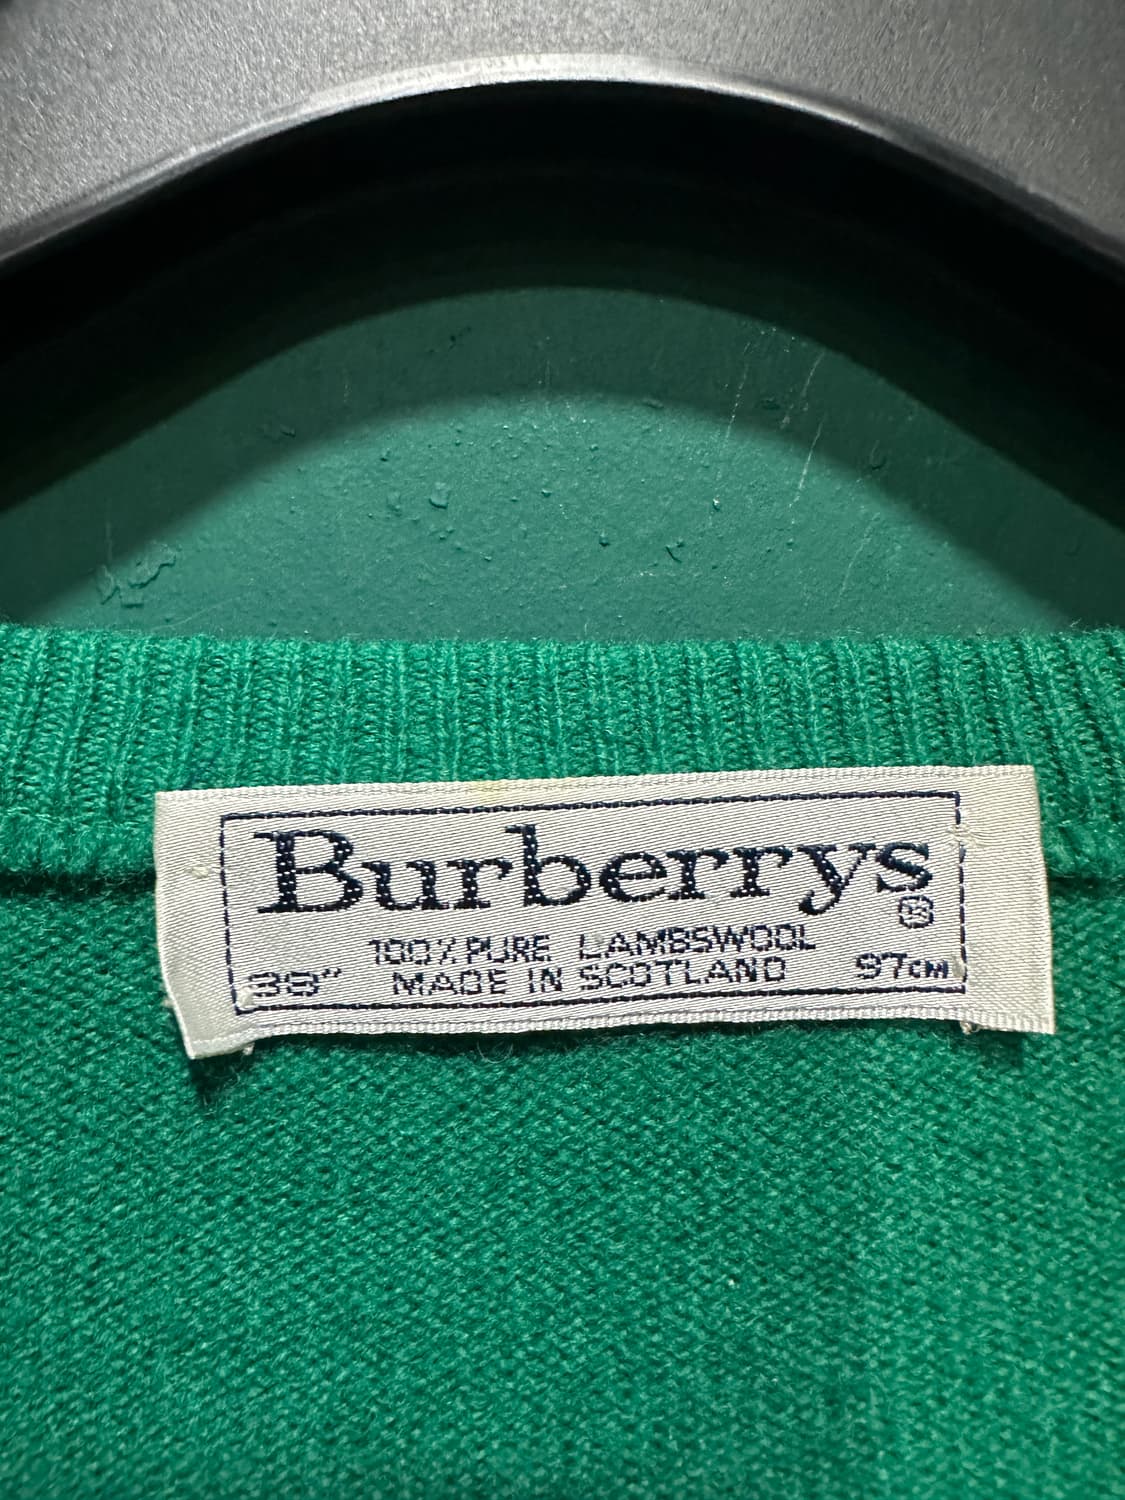 Burberrys
®
100% PURE LAMBSWOOL
38" MADE IN SCOTLAND 97CM